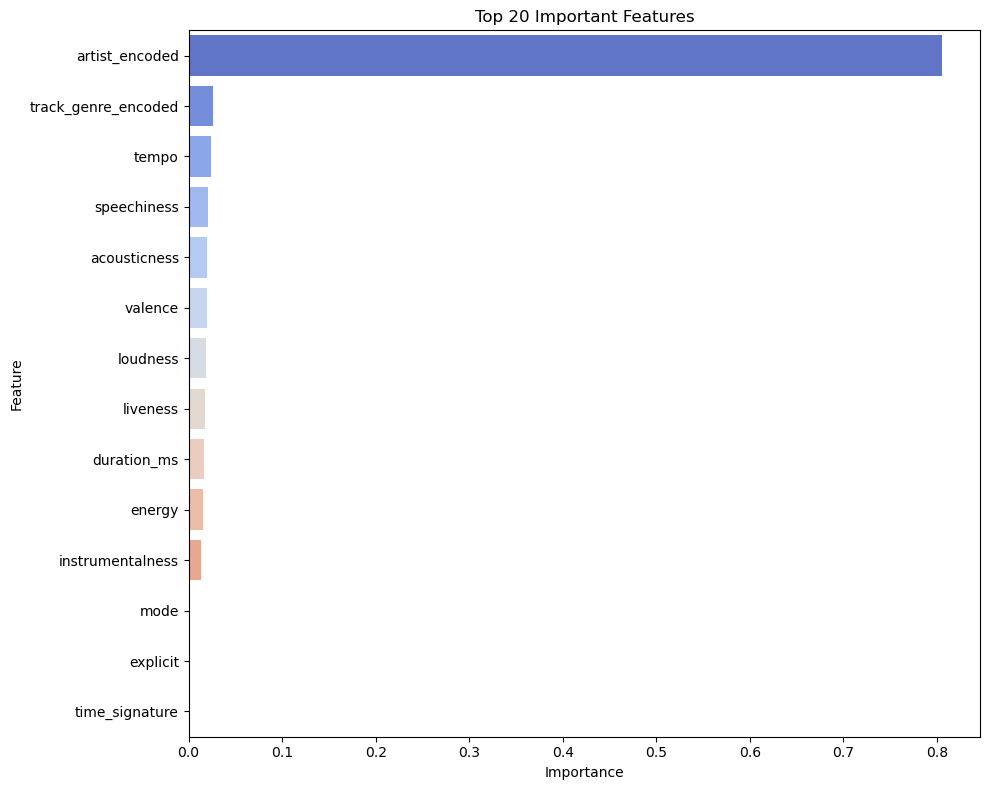 Top 20 Important Features
Feature
artist_encoded
track_genre_encoded
tempo
speechiness
acousticness
valence
loudness
liveness
duration_ms
energy
instrumentalness
mode
explicit
time_signature
0.0 0.1 0.2 0.3 0.4 0.5 0.6 0.7 0.8
Importance